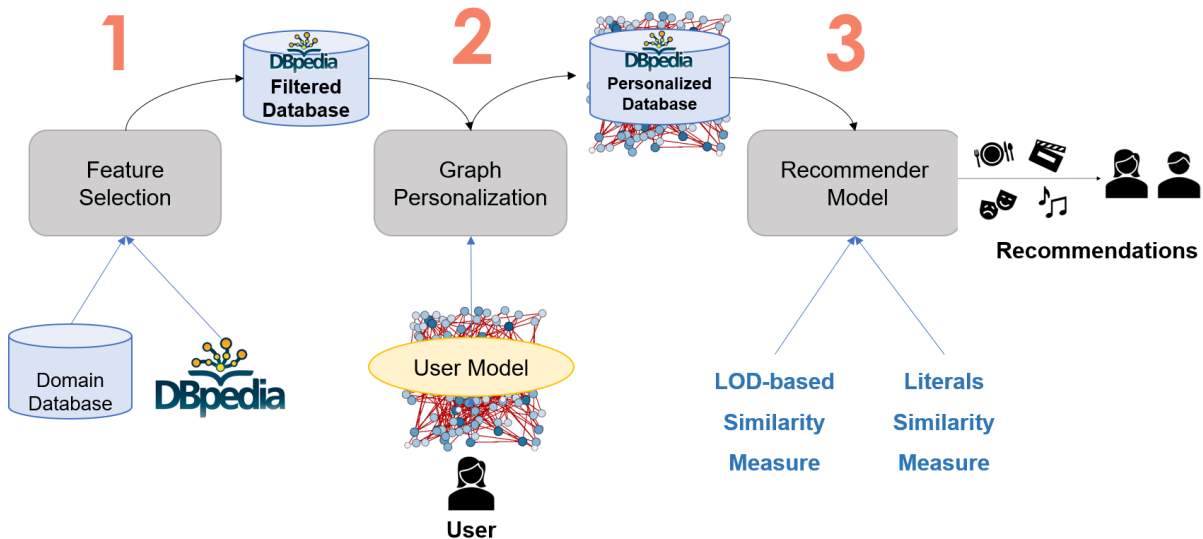 1
2
3
DBpedia
Filtered
Database
DBpedia
Personalized
Database
Feature
Selection
Graph
Personalization
Recommender
Model
Recommendations
Domain
Database
DBpedia
User Model
User
LOD-based
Similarity
Measure
Literals
Similarity
Measure